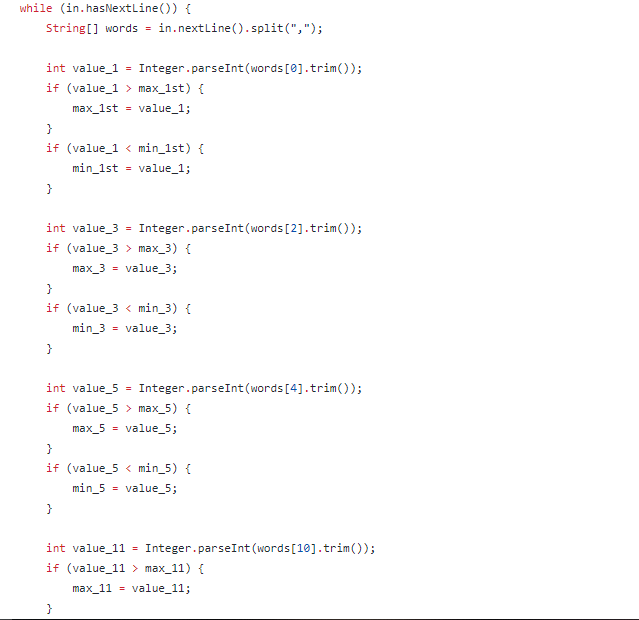 while (in.hasNextLine()) {
String[] words = in.nextLine().split(",");
int value_1 = Integer.parseInt(words[0].trim());
if (value_1 > max_1st) {
max_1st = value_1;
}
if (value_1 < min_1st) {
min_1st = value_1;
}
int value_3 = Integer.parseInt(words[2].trim());
if (value_3 > max_3) {
max_3 = value_3;
}
if (value_3 < min_3) {
min_3 = value_3;
}
int value_5 = Integer.parseInt(words[4].trim());
if (value_5 > max_5) {
max_5 = value_5;
}
if (value_5 < min_5) {
min_5 = value_5;
}
int value_11 = Integer.parseInt(words[10].trim());
if (value_11 > max_11) {
max_11 = value_11;
}